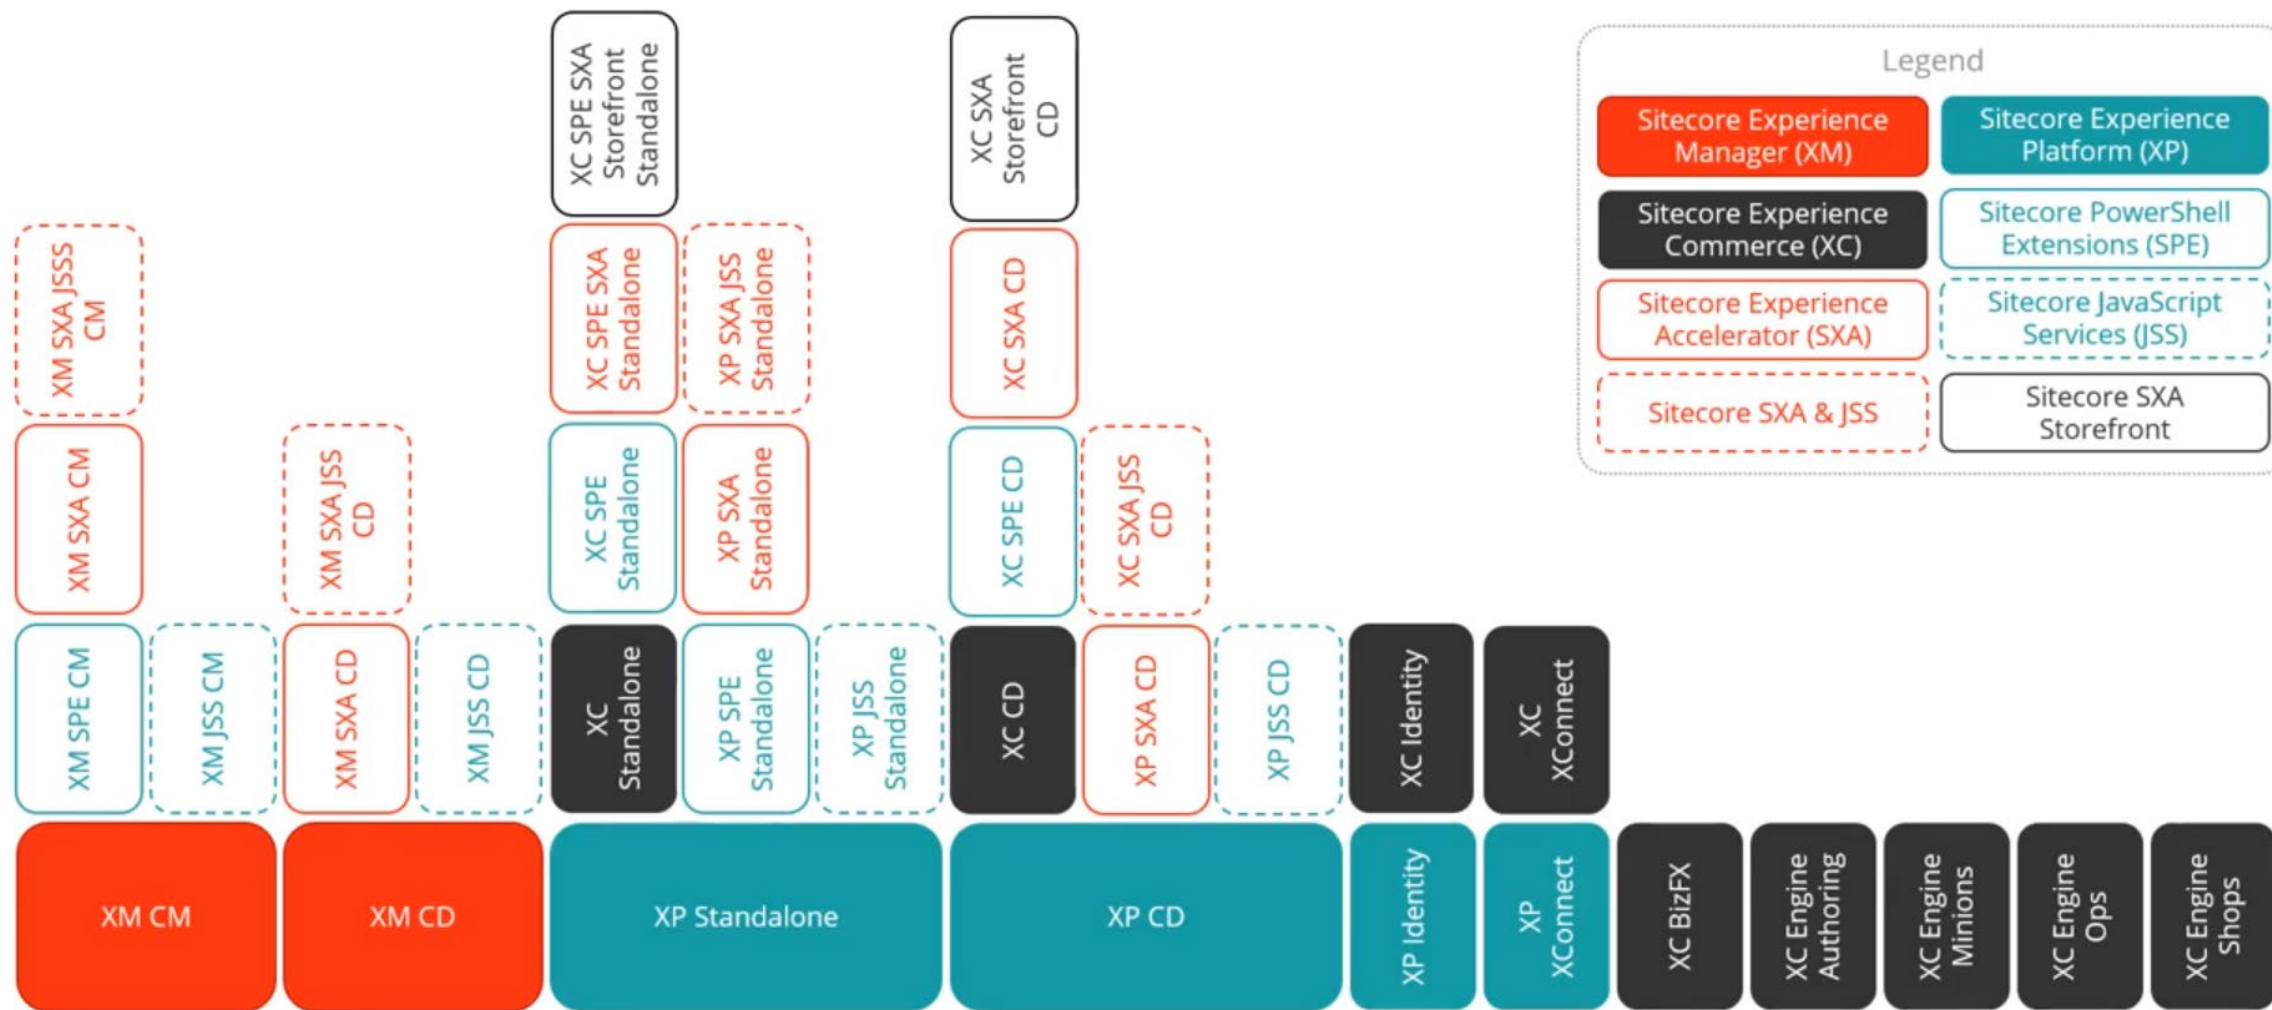 XC SPE SXA
Storefront
Standalone
XC SXA
Storefront
CD
Legend
Sitecore Experience
Manager (XM)
Sitecore Experience
Platform (XP)
Sitecore Experience
Commerce (XC)
Sitecore PowerShell
Extensions (SPE)
Sitecore Experience
Accelerator (SXA)
Sitecore JavaScript
Services (JSS)
Sitecore SXA & JSS
Sitecore SXA
Storefront
XM SXA JSSS
CM
XC SPE SXA
Standalone
XP SXA JSS
Standalone
XC SXA CD
XM SXA CM
XM SXA JSS
CD
XC SPE
Standalone
XP SXA
Standalone
XC SPE CD
XC SXA JSS
CD
XM SPE CM
XM JSS CM
XM SXA CD
XM JSS CD
XC
Standalone
XP SPE
Standalone
XP JSS
Standalone
XC CD
XP SXA CD
XP JSS CD
XC Identity
XC
XConnect
XM CM
XM CD
XP Standalone
XP CD
XP Identity
XP
XConnect
XC BizFX
XC Engine
Authoring
XC Engine
Minions
XC Engine
Ops
XC Engine
Shops